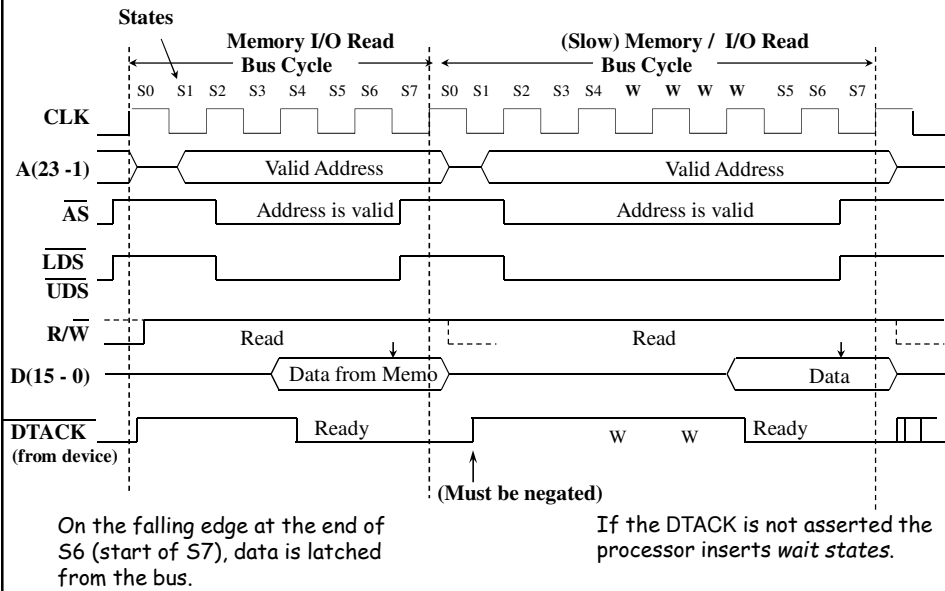 States
Memory I/O Read (Slow) Memory / I/O Read
Bus Cycle Bus Cycle
S0 S1 S2 S3 S4 S5 S6 S7 S0 S1 S2 S3 S4 W W W W S5 S6 S7
CLK
A(23 -1) Valid Address Valid Address
AS Address is valid Address is valid
LDS
UDS
R/W Read Read
D(15 - 0) Data from Memo Data
DTACK Ready W W Ready
(from device)
(Must be negated)
On the falling edge at the end of
S6 (start of S7), data is latched
from the bus.
If the DTACK is not asserted the
processor inserts wait states.